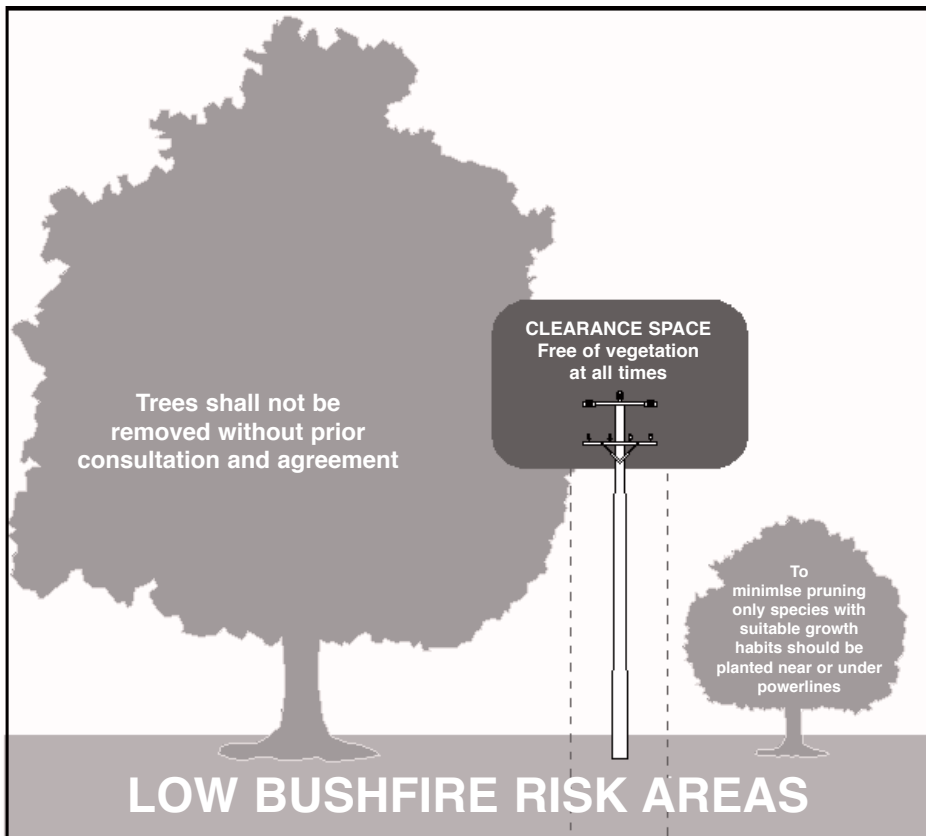 CLEARANCE SPACE
Free of vegetation
at all times
Trees shall not be
removed without prior
consultation and agreement
To
minimIse pruning
only species with
suitable growth
habits should be
planted near or under
powerlines
LOW BUSHFIRE RISK AREAS